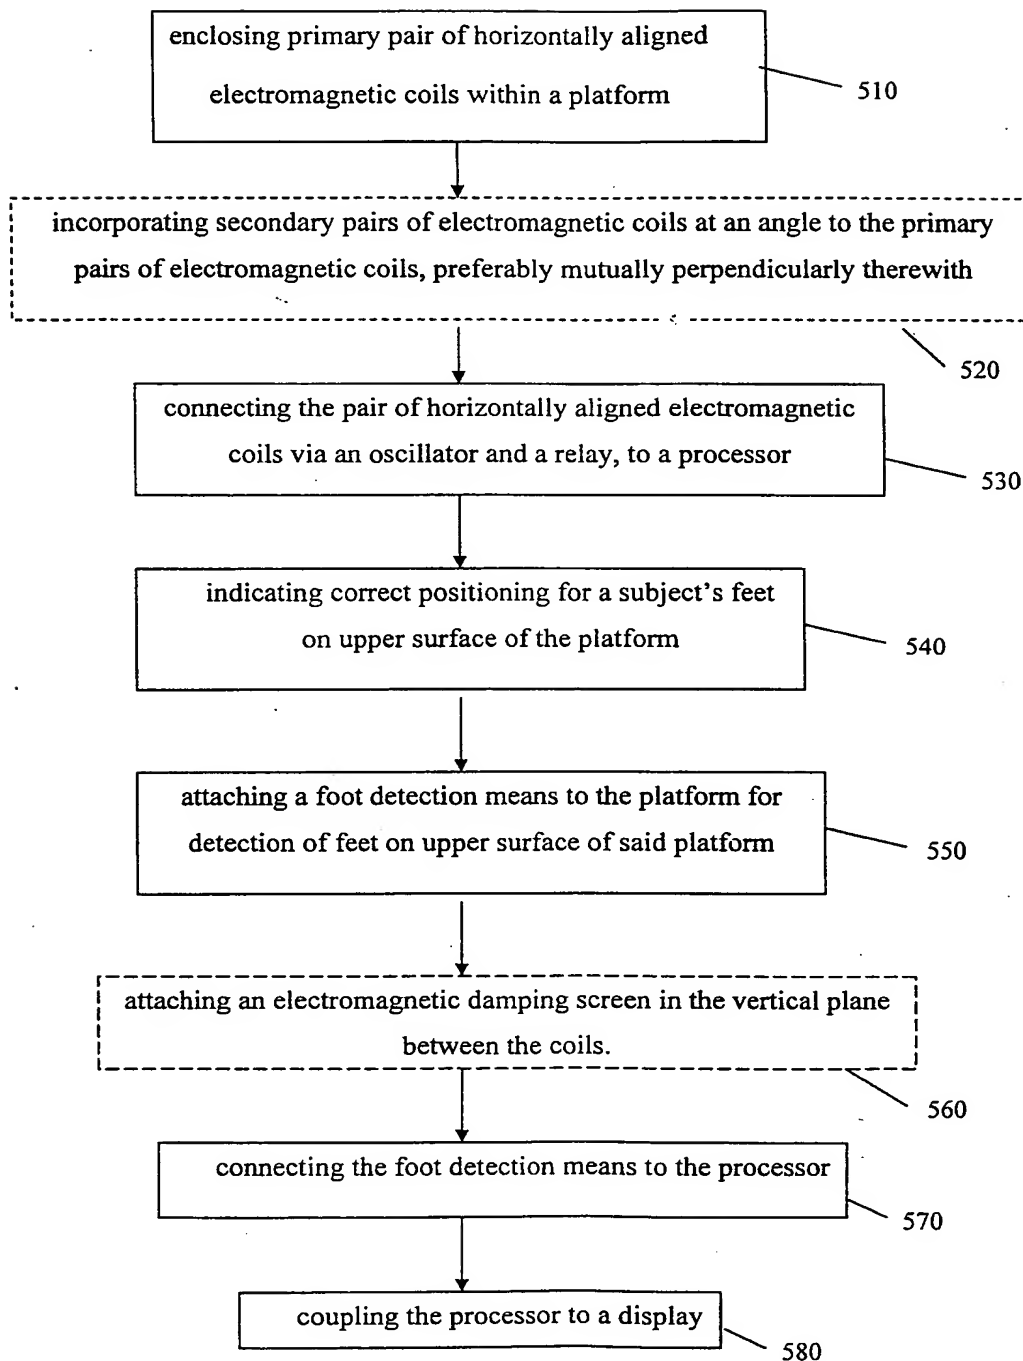 enclosing primary pair of horizontally aligned
electromagnetic coils within a platform
510
incorporating secondary pairs of electromagnetic coils at an angle to the primary
pairs of electromagnetic coils, preferably mutually perpendicularly therewith
520
connecting the pair of horizontally aligned electromagnetic
coils via an oscillator and a relay, to a processor
530
indicating correct positioning for a subject's feet
on upper surface of the platform
540
attaching a foot detection means to the platform for
detection of feet on upper surface of said platform
550
attaching an electromagnetic damping screen in the vertical plane
between the coils.
560
connecting the foot detection means to the processor
570
coupling the processor to a display
580